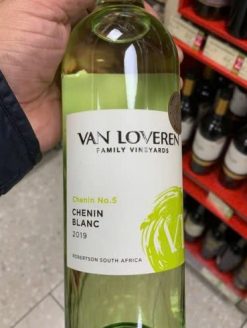 VAN LOVEREN
FAMILY VINEYARDS
Chenin No.5
CHENIN
BLANC
2019
ROBERTSON SOUTH AFRICA